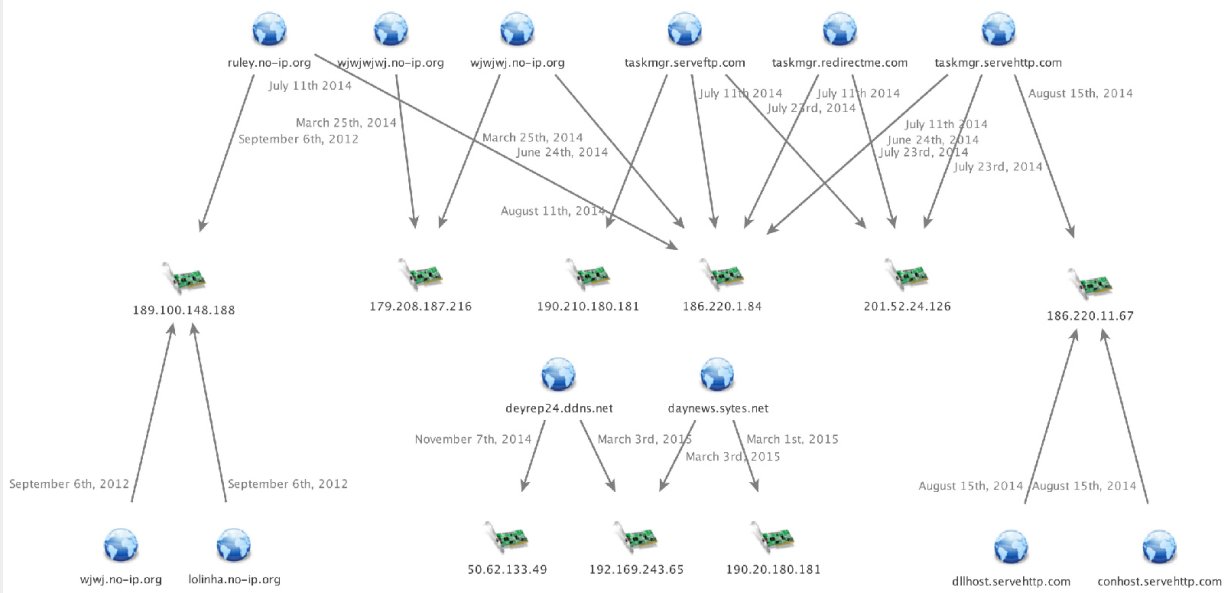 ruley.no-ip.org
wjwjwjwj.no-ip.org
wjwjwj.no-ip.org
taskmgr.serveftp.com
taskmgr.redirectme.com
taskmgr.servehttp.com
July 11th 2014
July 11th 2014
July 11th 2014
August 15th, 2014
July 23rd, 2014
March 25th, 2014
July 11th 2014
September 6th, 2012
March 25th, 2014
June 24th, 2014
June 24th, 2014
July 23rd, 2014
July 23rd, 2014
August 11th, 2014
189.100.148.188
179.208.187.216
190.210.180.181
186.220.1.84
201.52.24.126
186.220.11.67
deyrep24.ddns.net
daynews.sytes.net
November 7th, 2014
March 3rd, 2015
March 1st, 2015
March 3rd, 2015
September 6th, 2012
September 6th, 2012
August 15th, 2014
August 15th, 2014
wjwj.no-ip.org
lolinha.no-ip.org
50.62.133.49
192.169.243.65
190.20.180.181
dllhost.servehttp.com
conhost.servehttp.com